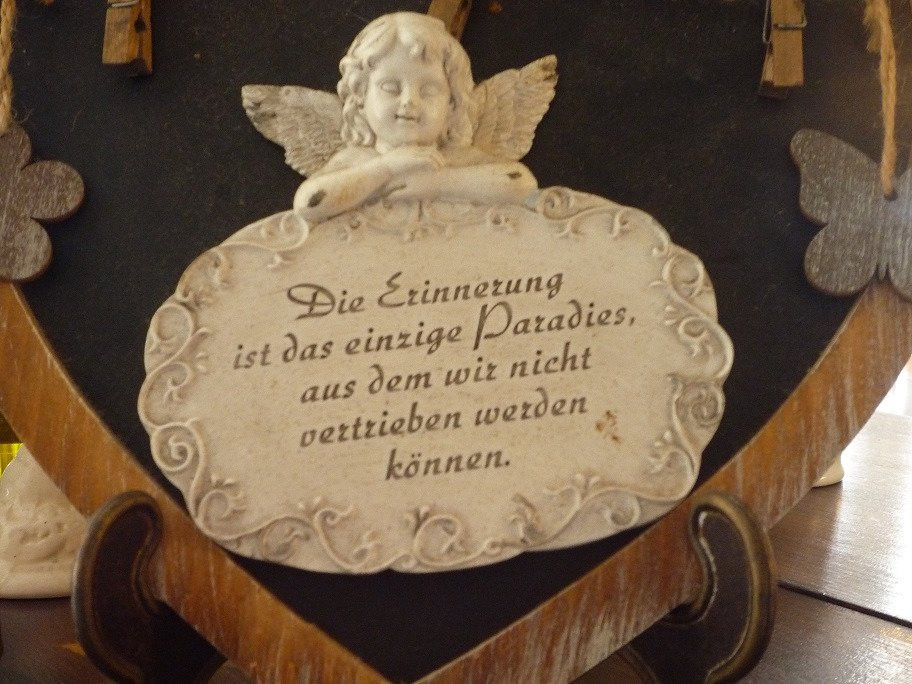 Die Erinnerung
ist das einzige Paradies,
aus dem wir nicht
vertrieben werden
können.